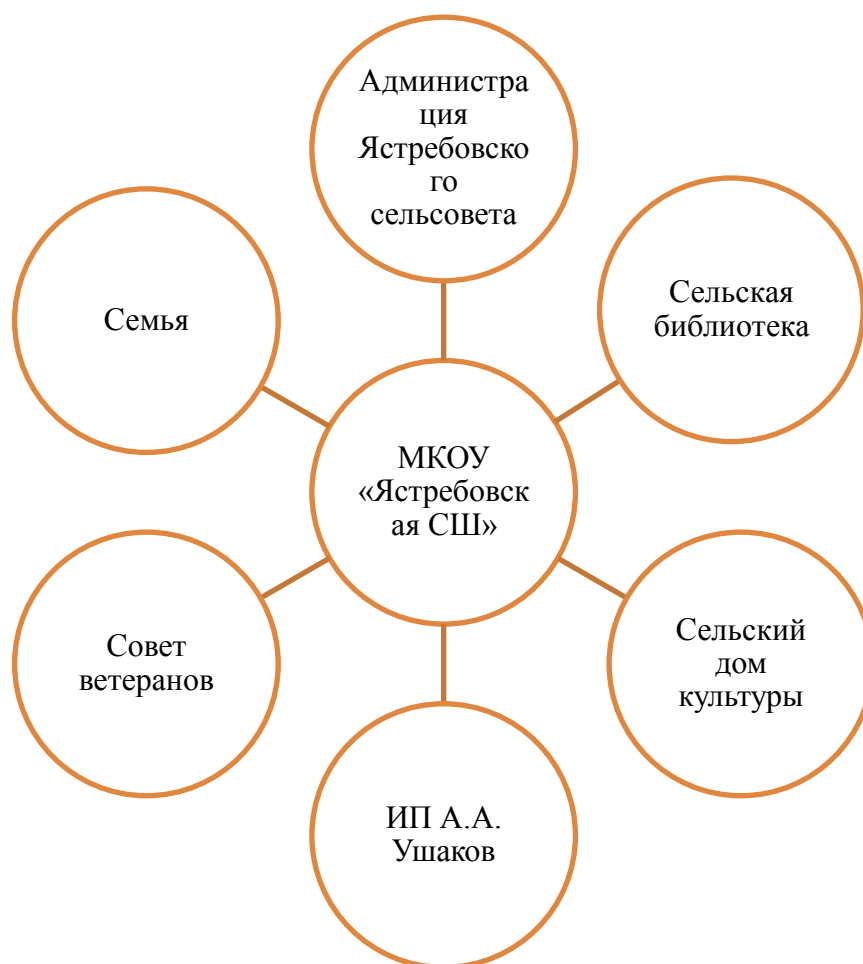 Администра
ция
Ястребовско
го
сельсовета
Сельская
библиотека
Семья
МКОУ
«Ястребовск
ая СШ»
Сельский
дом
культуры
Совет
ветеранов
ИП А.А.
Ушаков